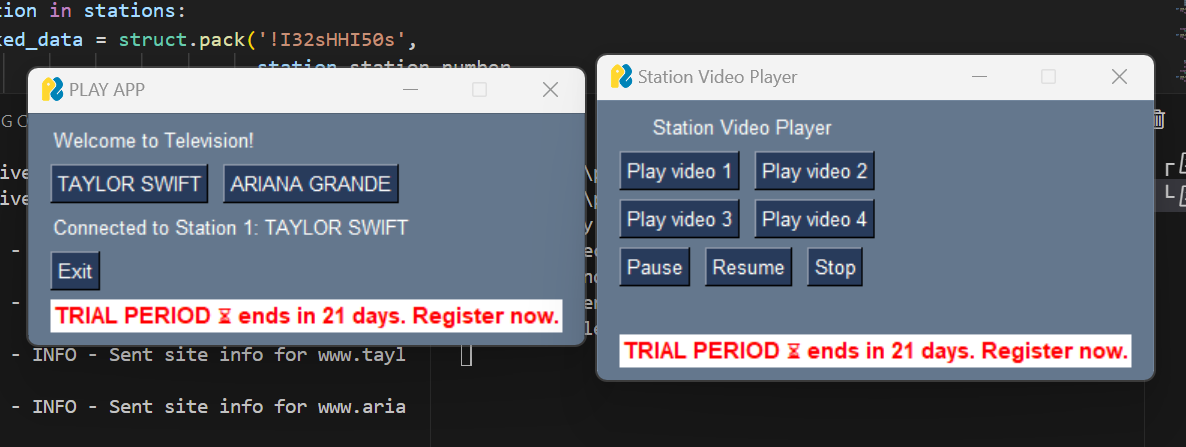 tion in stations:
ked_data = struct.pack('!I32sHHI50s',
station.station_number
PLAY APP
Welcome to Television!
TAYLOR SWIFT
ARIANA GRANDE
Connected to Station 1: TAYLOR SWIFT
Exit
TRIAL PERIOD ⏳ ends in 21 days. Register now.
Station Video Player
Station Video Player
Play video 1
Play video 2
Play video 3
Play video 4
Pause
Resume
Stop
TRIAL PERIOD ⏳ ends in 21 days. Register now.
- INFO - Sent site info for www.tayl
- INFO - Sent site info for www.aria